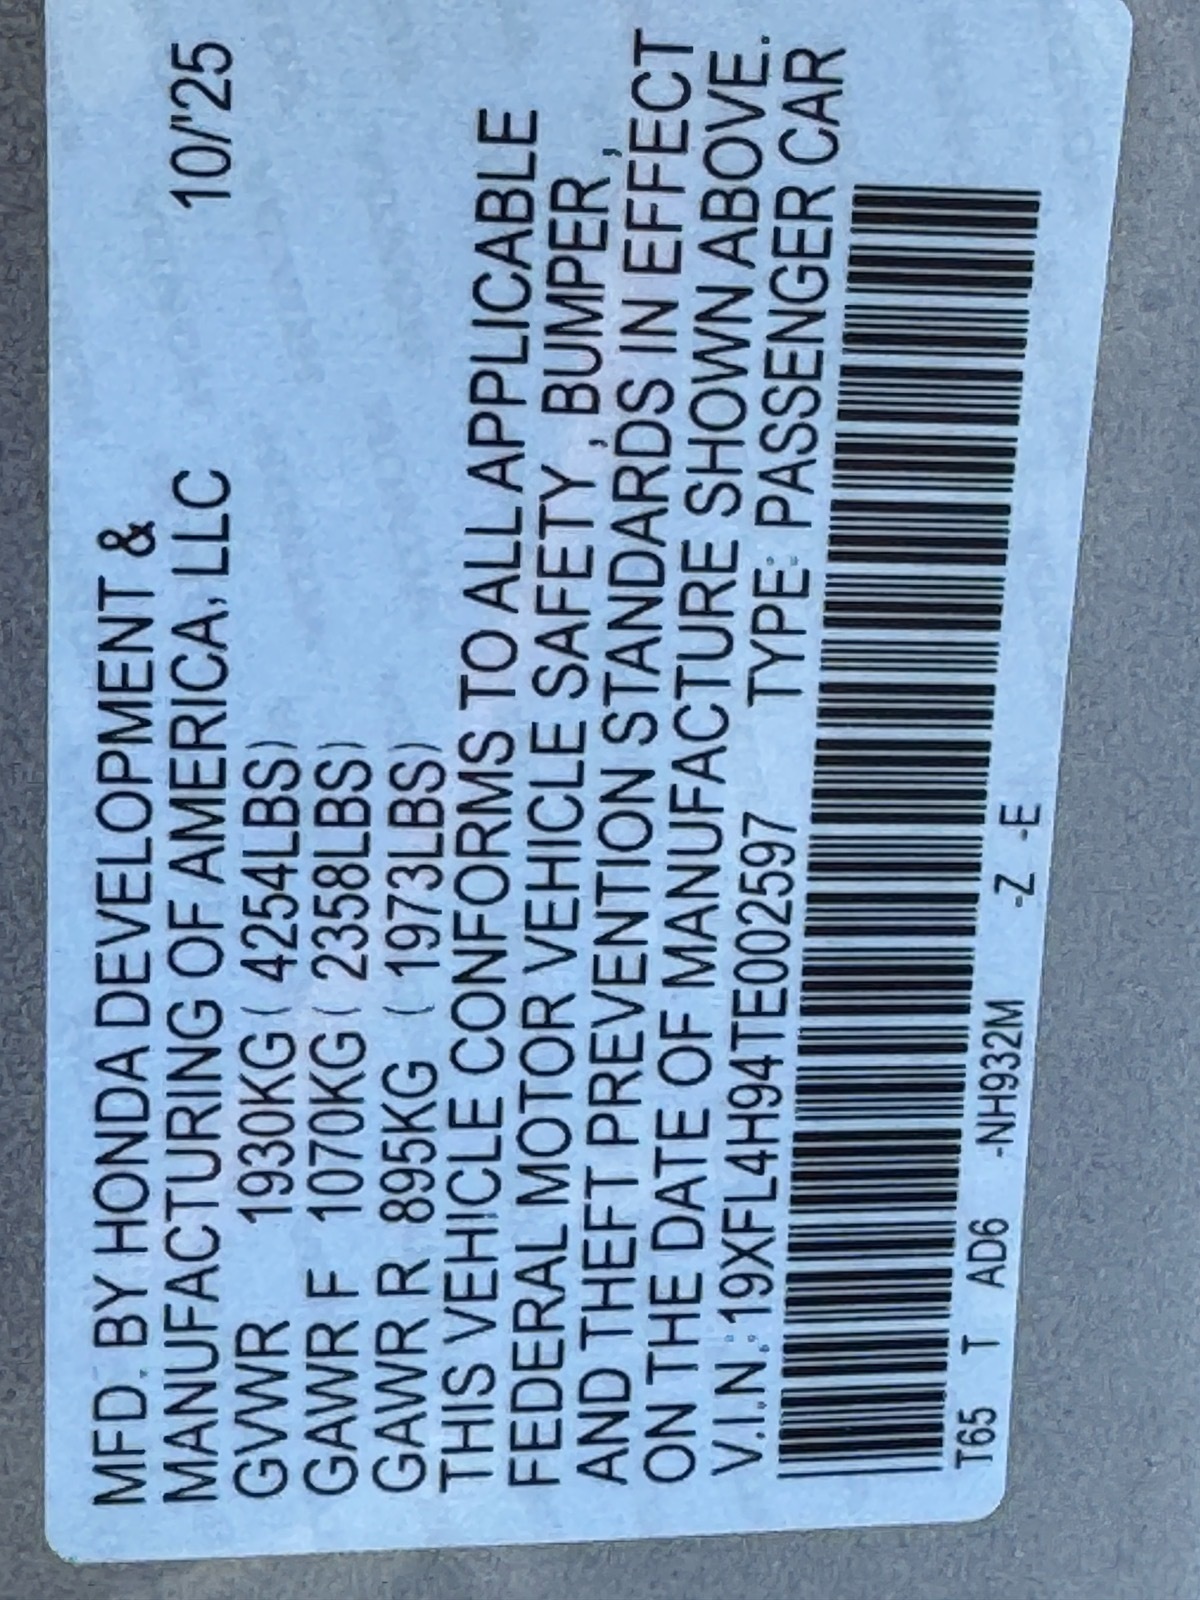 MFD. BY HONDA DEVELOPMENT &
MANUFACTURING OF AMERICA, LLC 10/'25
GVWR 1930KG ( 4254LBS)
GAWR F 1070KG ( 2358LBS)
GAWR R 895KG ( 1973LBS)
THIS VEHICLE CONFORMS TO ALL APPLICABLE
FEDERAL MOTOR VEHICLE SAFETY , BUMPER ,
AND THEFT PREVENTION STANDARDS IN EFFECT
ON THE DATE OF MANUFACTURE SHOWN ABOVE.
V.I.N.: 19XFL4H94TE002597 TYPE: PASSENGER CAR
T65 T AD6 -NH932M -Z -E